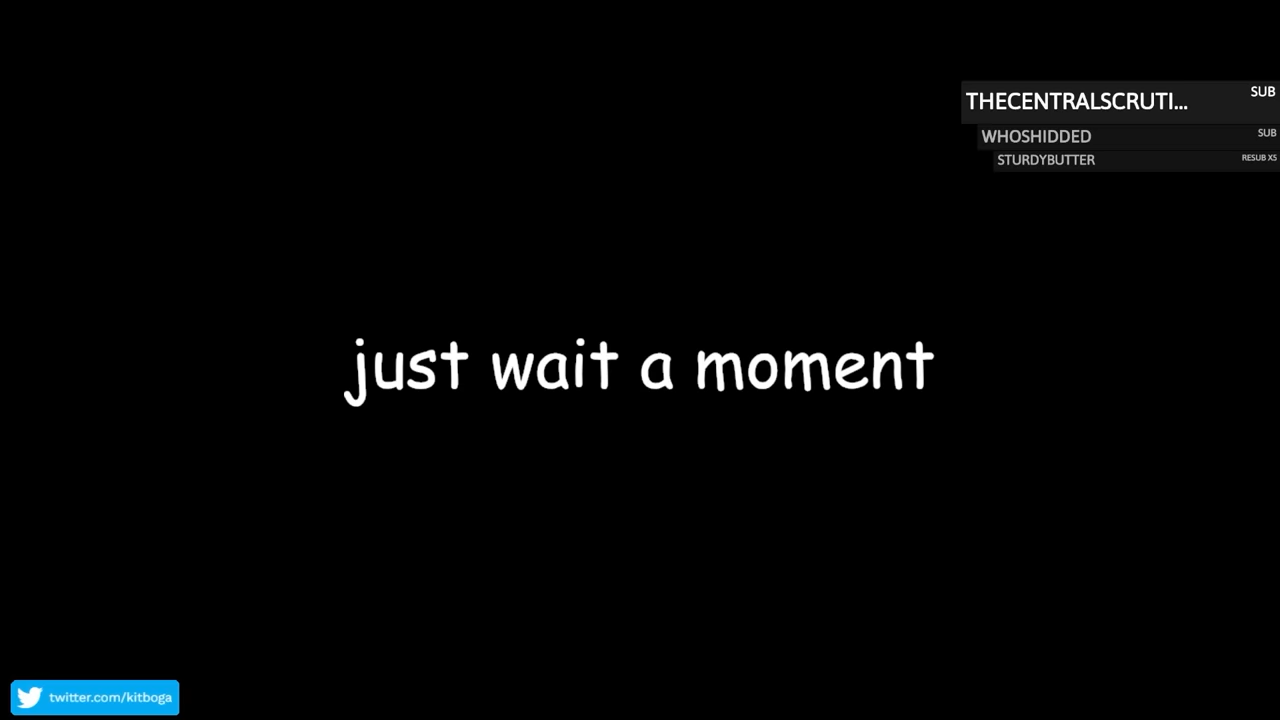 THECENTRALSCRUTI... SUB
WHOSHIDDED SUB
STURDYBUTTER RESUB X5
just wait a moment
twitter.com/kitboga